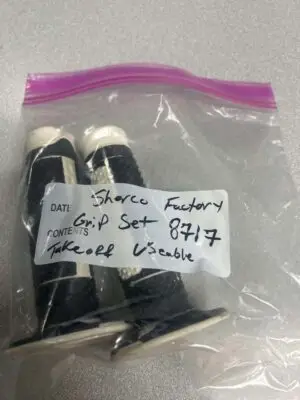 DATE Sherco Factory
Grip Set 8717
CONTENTS
Takeoff Useable